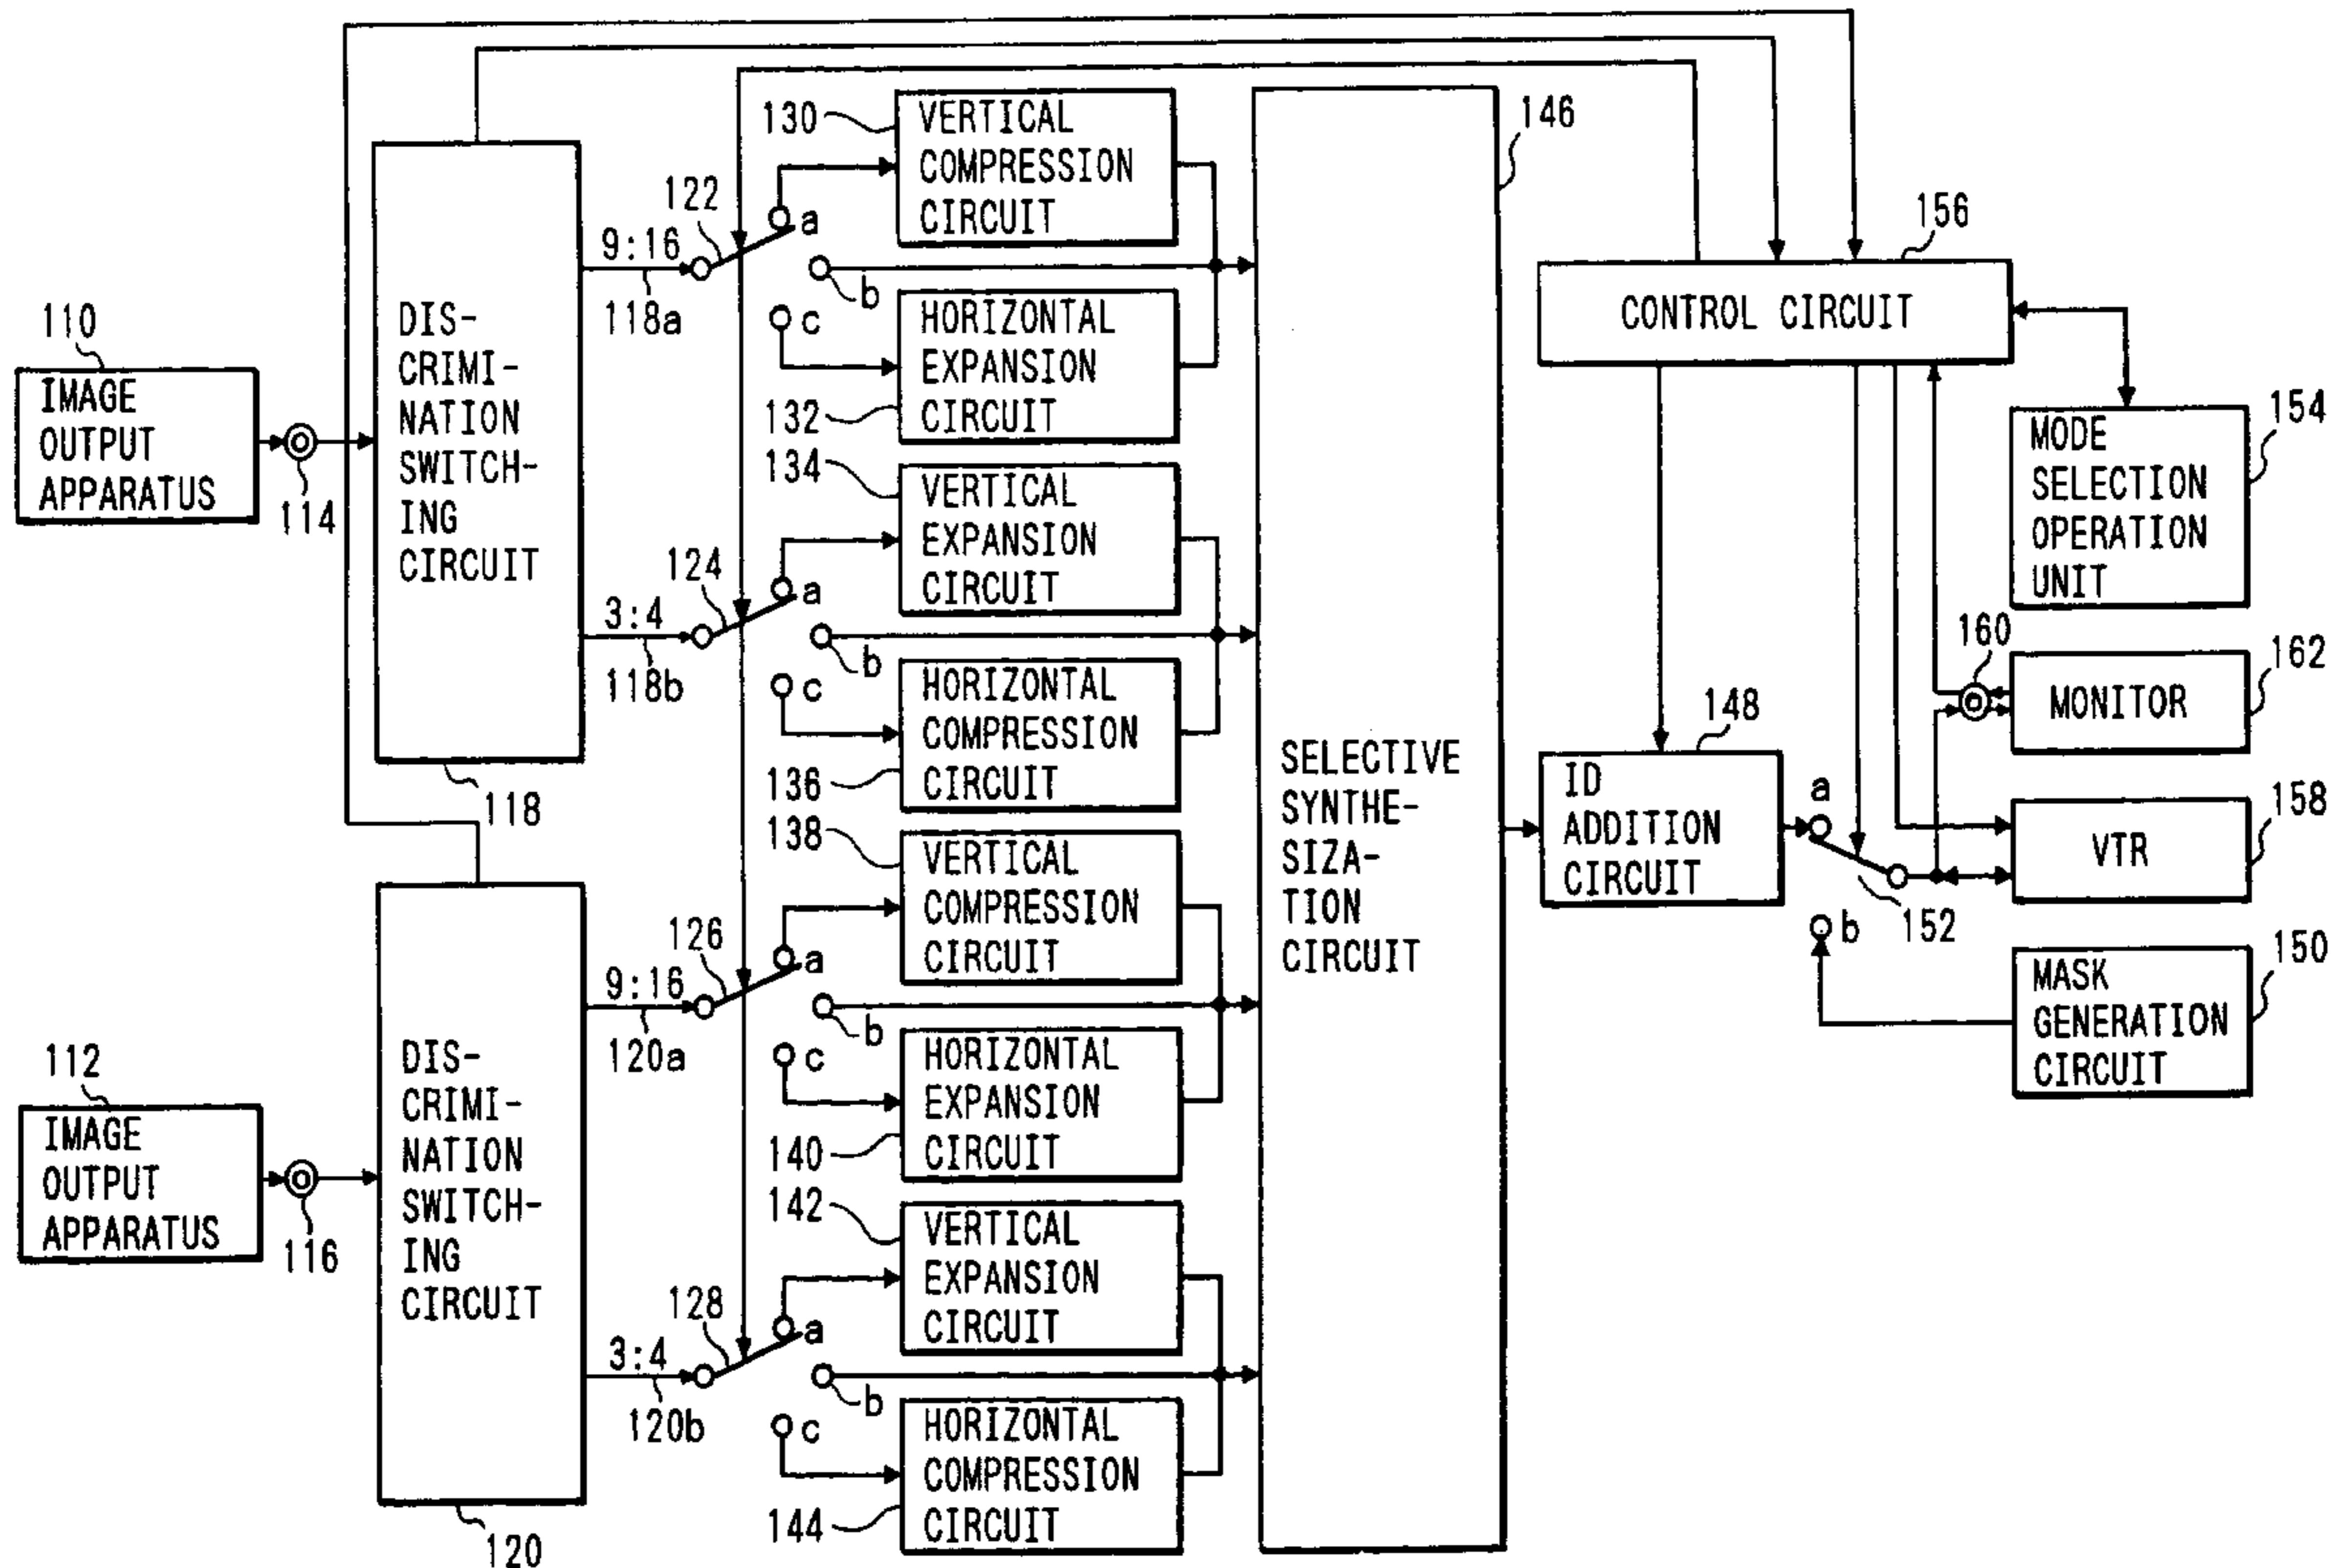 110
IMAGE
OUTPUT
APPARATUS
114
DIS-
CRIMI-
NATION
SWITCH-
ING
CIRCUIT
118
9:16
118a
3:4
118b
122
a
b
c
124
a
b
c
130
VERTICAL
COMPRESSION
CIRCUIT
132
HORIZONTAL
EXPANSION
CIRCUIT
134
VERTICAL
EXPANSION
CIRCUIT
136
HORIZONTAL
COMPRESSION
CIRCUIT
112
IMAGE
OUTPUT
APPARATUS
116
DIS-
CRIMI-
NATION
SWITCH-
ING
CIRCUIT
120
9:16
120a
3:4
120b
126
a
b
c
128
a
b
c
138
VERTICAL
COMPRESSION
CIRCUIT
140
HORIZONTAL
EXPANSION
CIRCUIT
142
VERTICAL
EXPANSION
CIRCUIT
144
HORIZONTAL
COMPRESSION
CIRCUIT
146
SELECTIVE
SYNTHE-
SIZA-
TION
CIRCUIT
156
CONTROL CIRCUIT
154
MODE
SELECTION
OPERATION
UNIT
160
162
MONITOR
148
ID
ADDITION
CIRCUIT
a
b
152
158
VTR
150
MASK
GENERATION
CIRCUIT